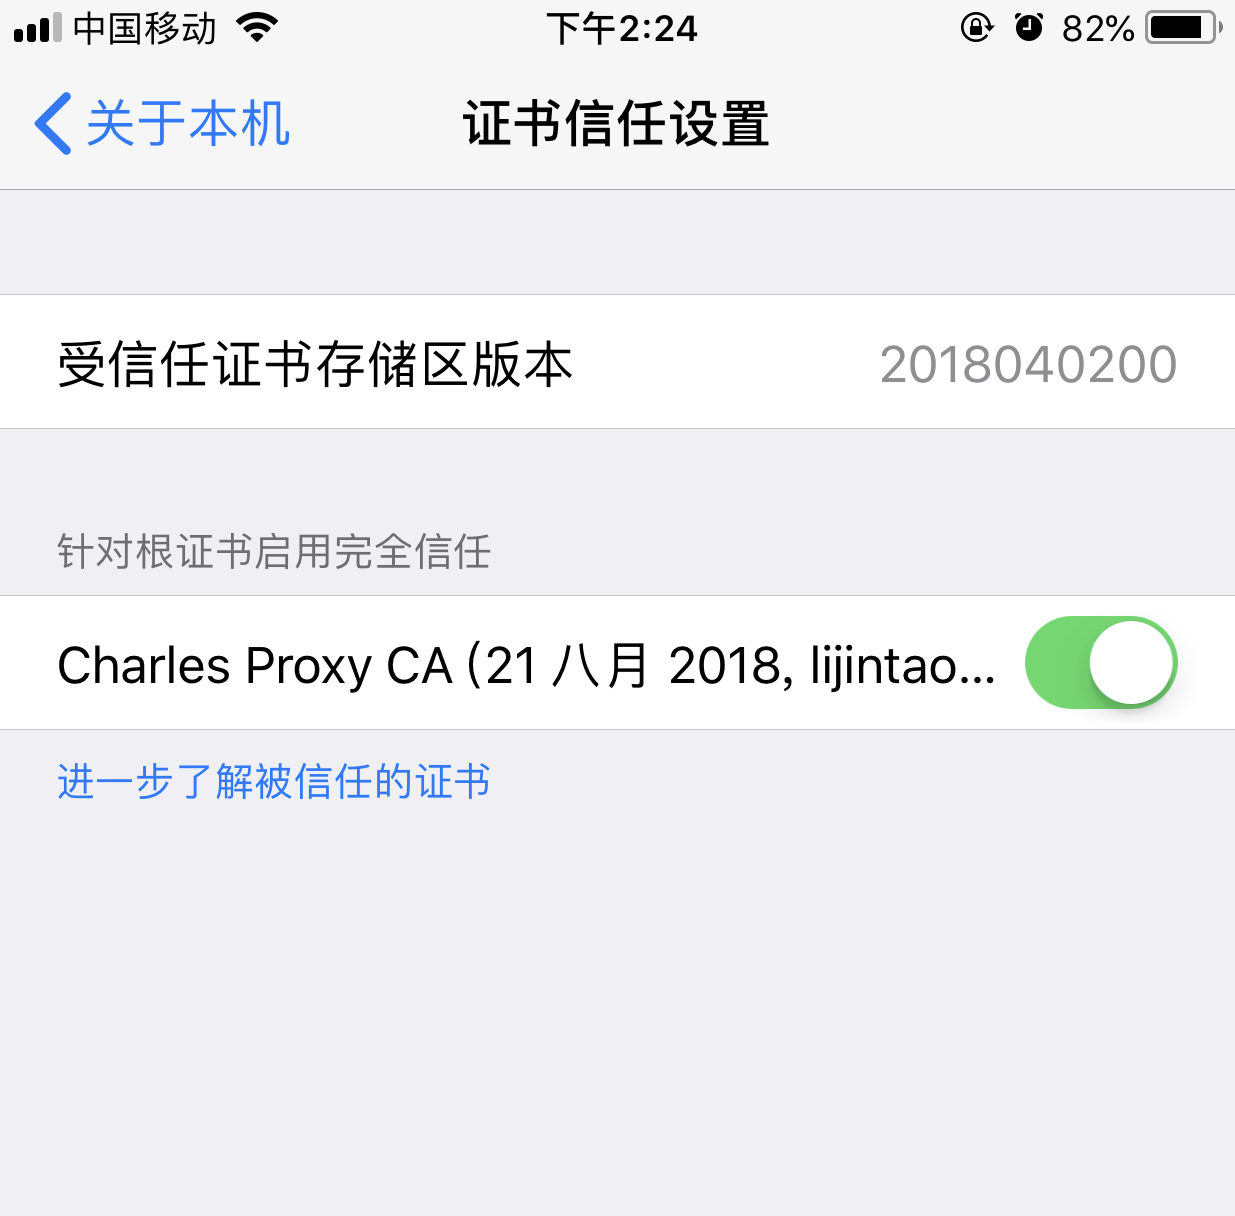 中国移动 下午2:24 82%
关于本机 证书信任设置
受信任证书存储区版本 2018040200
针对根证书启用完全信任
Charles Proxy CA (21 八月 2018, lijintao...
进一步了解被信任的证书